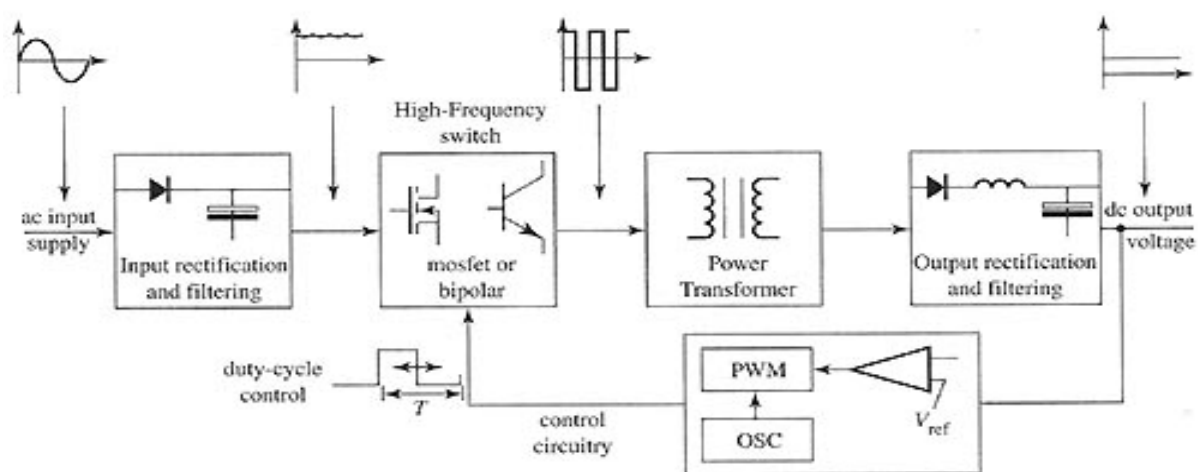 High-Frequency
switch
ac input
supply
Input rectification
and filtering
mosfet or
bipolar
Power
Transformer
Output rectification
and filtering
dc output
voltage
duty-cycle
control
T
control
circuitry
PWM
OSC
Vref